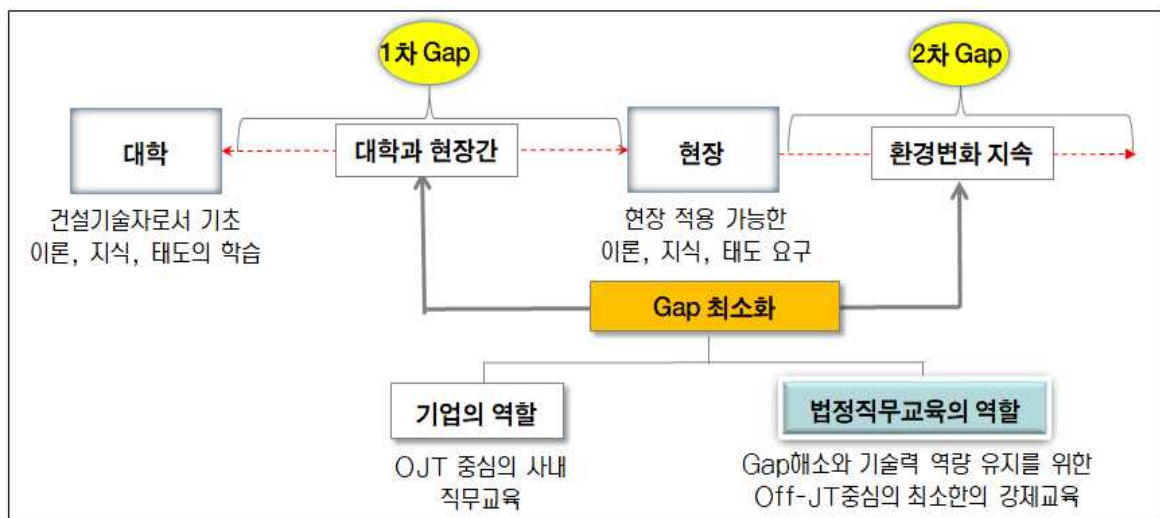 1차 Gap
2차 Gap
대학
대학과 현장간
현장
환경변화 지속
건설기술자로서 기초
이론, 지식, 태도의 학습
현장 적용 가능한
이론, 지식, 태도 요구
Gap 최소화
기업의 역할
법정직무교육의 역할
OJT 중심의 사내
직무교육
Gap해소와 기술력 역량 유지를 위한
Off-JT중심의 최소한의 강제교육